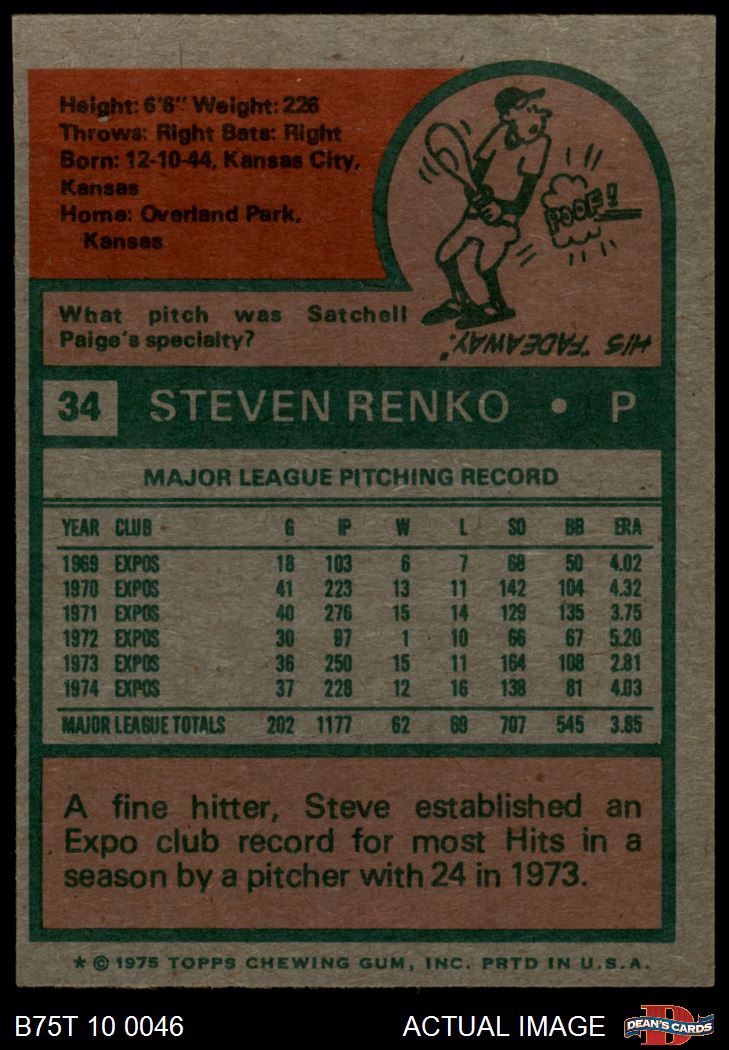 Height: 6'6" Weight: 226
Throws: Right Bats: Right
Born: 12-10-44, Kansas City,
Kansas
Home: Overland Park,
Kansas
POOF!
What pitch was Satchell
Paige's specialty?
HIS "FADEAWAY."
34 STEVEN RENKO • P
MAJOR LEAGUE PITCHING RECORD
YEAR CLUB G IP W L SO BB ERA
1969 EXPOS 18 103 6 7 68 50 4.02
1970 EXPOS 41 223 13 11 142 104 4.32
1971 EXPOS 40 276 15 14 129 135 3.75
1972 EXPOS 30 97 1 10 66 67 5.20
1973 EXPOS 36 250 15 11 164 108 2.81
1974 EXPOS 37 228 12 16 138 81 4.03
MAJOR LEAGUE TOTALS 202 1177 62 69 707 545 3.85
A fine hitter, Steve established an
Expo club record for most Hits in a
season by a pitcher with 24 in 1973.
* © 1975 TOPPS CHEWING GUM, INC. PRTD IN U.S.A.
B75T 10 0046 ACTUAL IMAGE DEAN'S CARDS